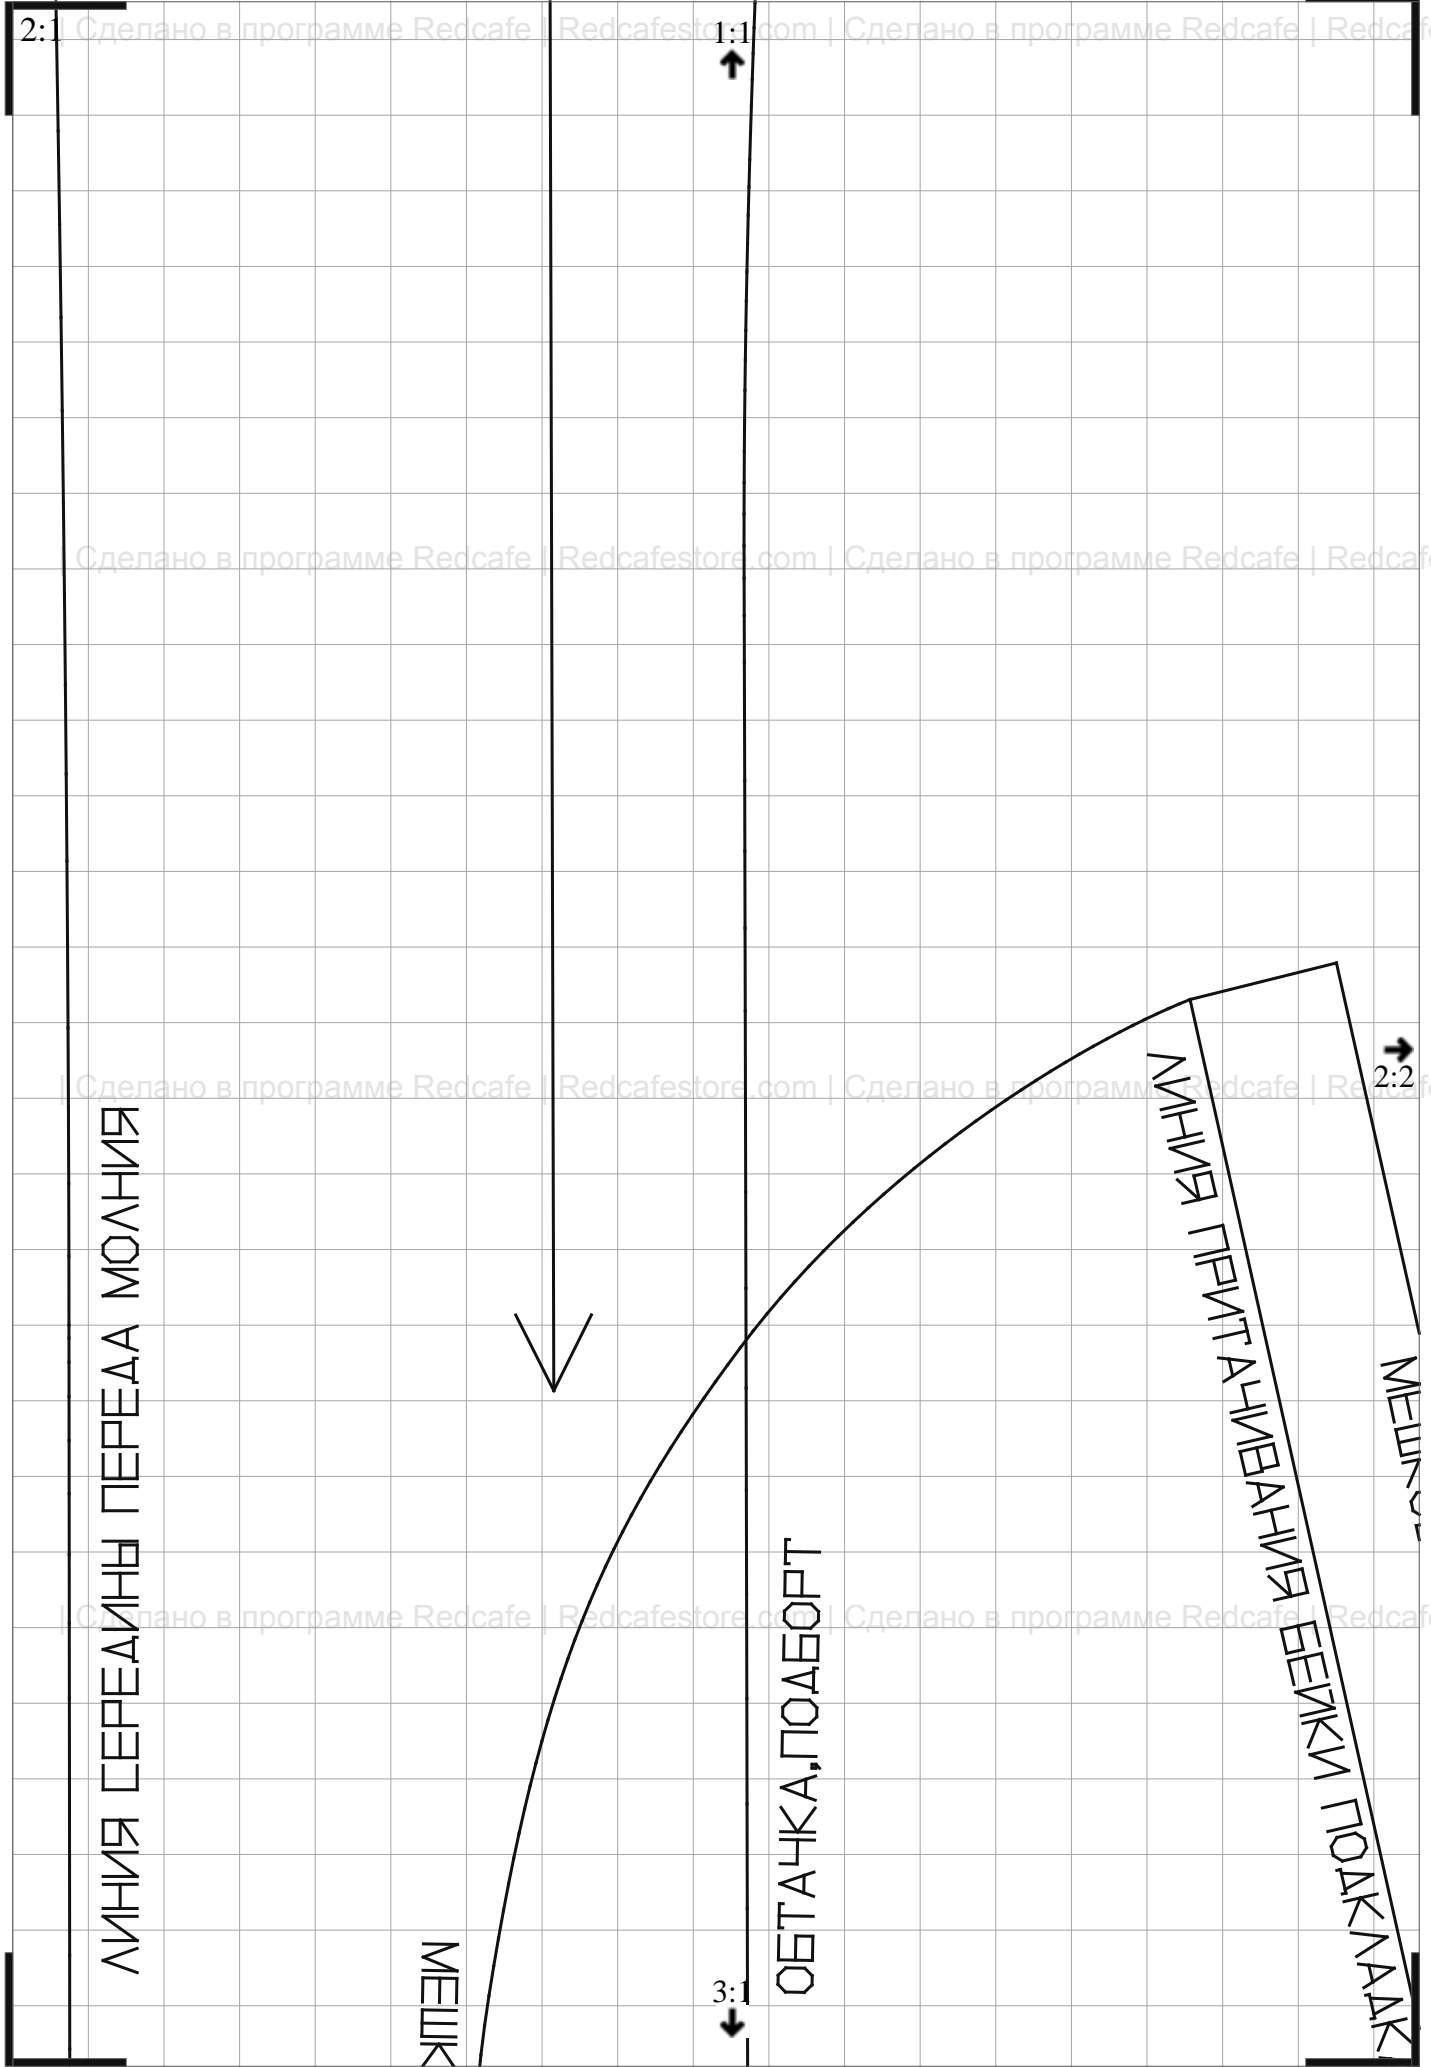 2:1
| Сделано в программе Redcafe | Redcafestore.com | Сделано в программе Redcafe | Redcafe
1:1
| Сделано в программе Redcafe | Redcafestore.com | Сделано в программе Redcafe | Redcafe
2:2
| Сделано в программе Redcafe | Redcafestore.com | Сделано в программе Redcafe | Redcafe
ЛИНИЯ СЕРЕДИНЫ ПЕРЕДА МОЛНИЯ
ЛИНИЯ ПРИТАЧИВАНИЯ БЕЙКИ ПОДКЛАДК
МЕШКО
| Сделано в программе Redcafe | Redcafestore.com | Сделано в программе Redcafe | Redcafe
ОБТАЧКА,ПОДБОРТ
МЕШК
3:1